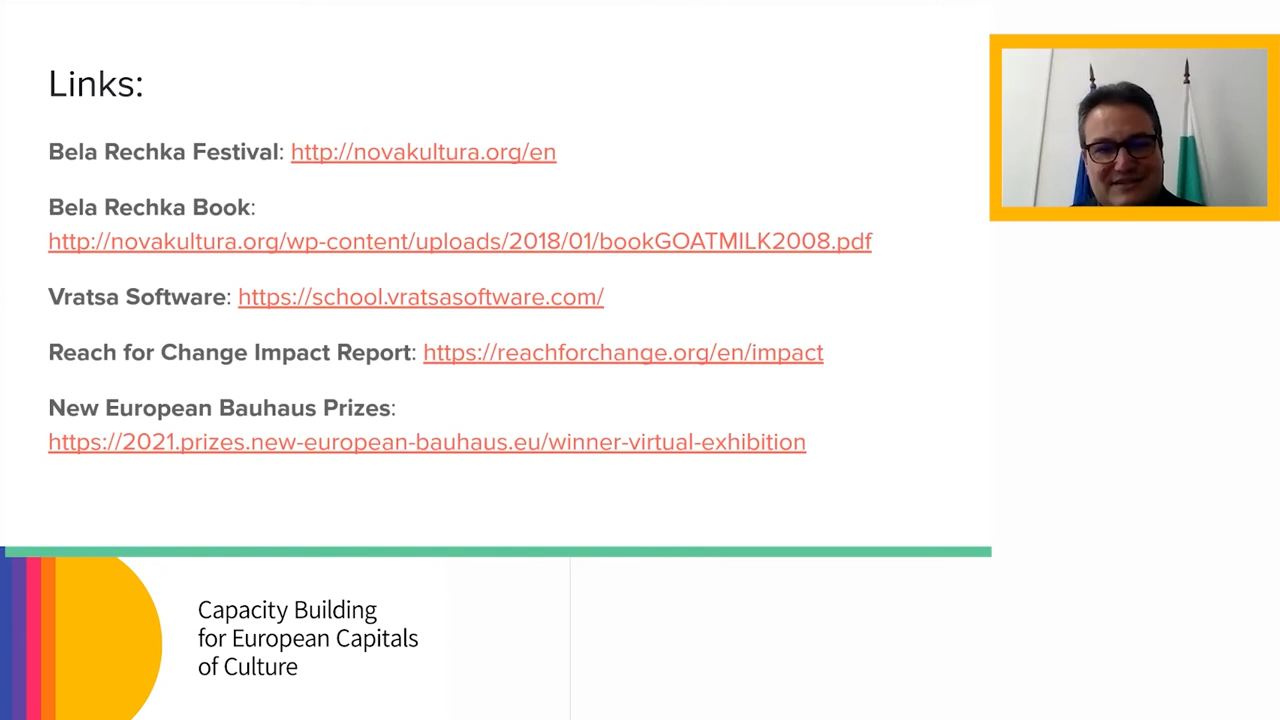 Links:
Bela Rechka Festival: http://novakultura.org/en
Bela Rechka Book:
http://novakultura.org/wp-content/uploads/2018/01/bookGOATMILK2008.pdf
Vratsa Software: https://school.vratsasoftware.com/
Reach for Change Impact Report: https://reachforchange.org/en/impact
New European Bauhaus Prizes:
https://2021.prizes.new-european-bauhaus.eu/winner-virtual-exhibition
Capacity Building
for European Capitals
of Culture